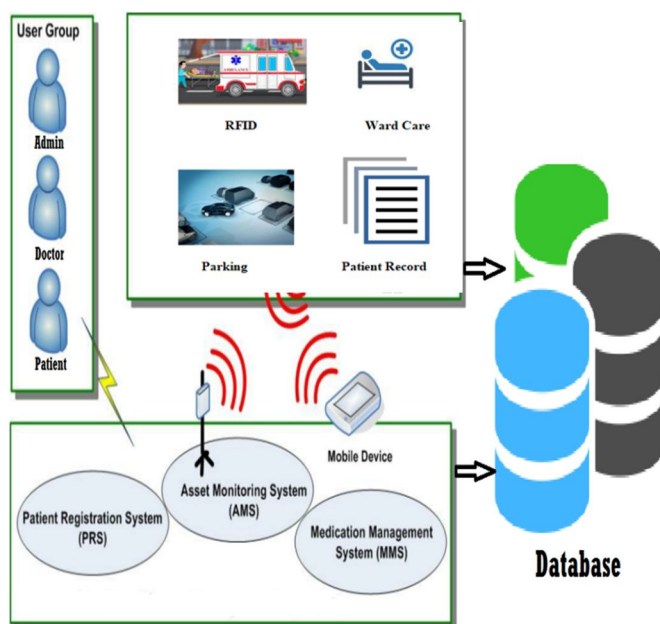 User Group
Admin
Doctor
Patient
AMBULANCE
RFID
Ward Care
Parking
Patient Record
Mobile Device
Patient Registration System
(PRS)
Asset Monitoring System
(AMS)
Medication Management
System (MMS)
Database